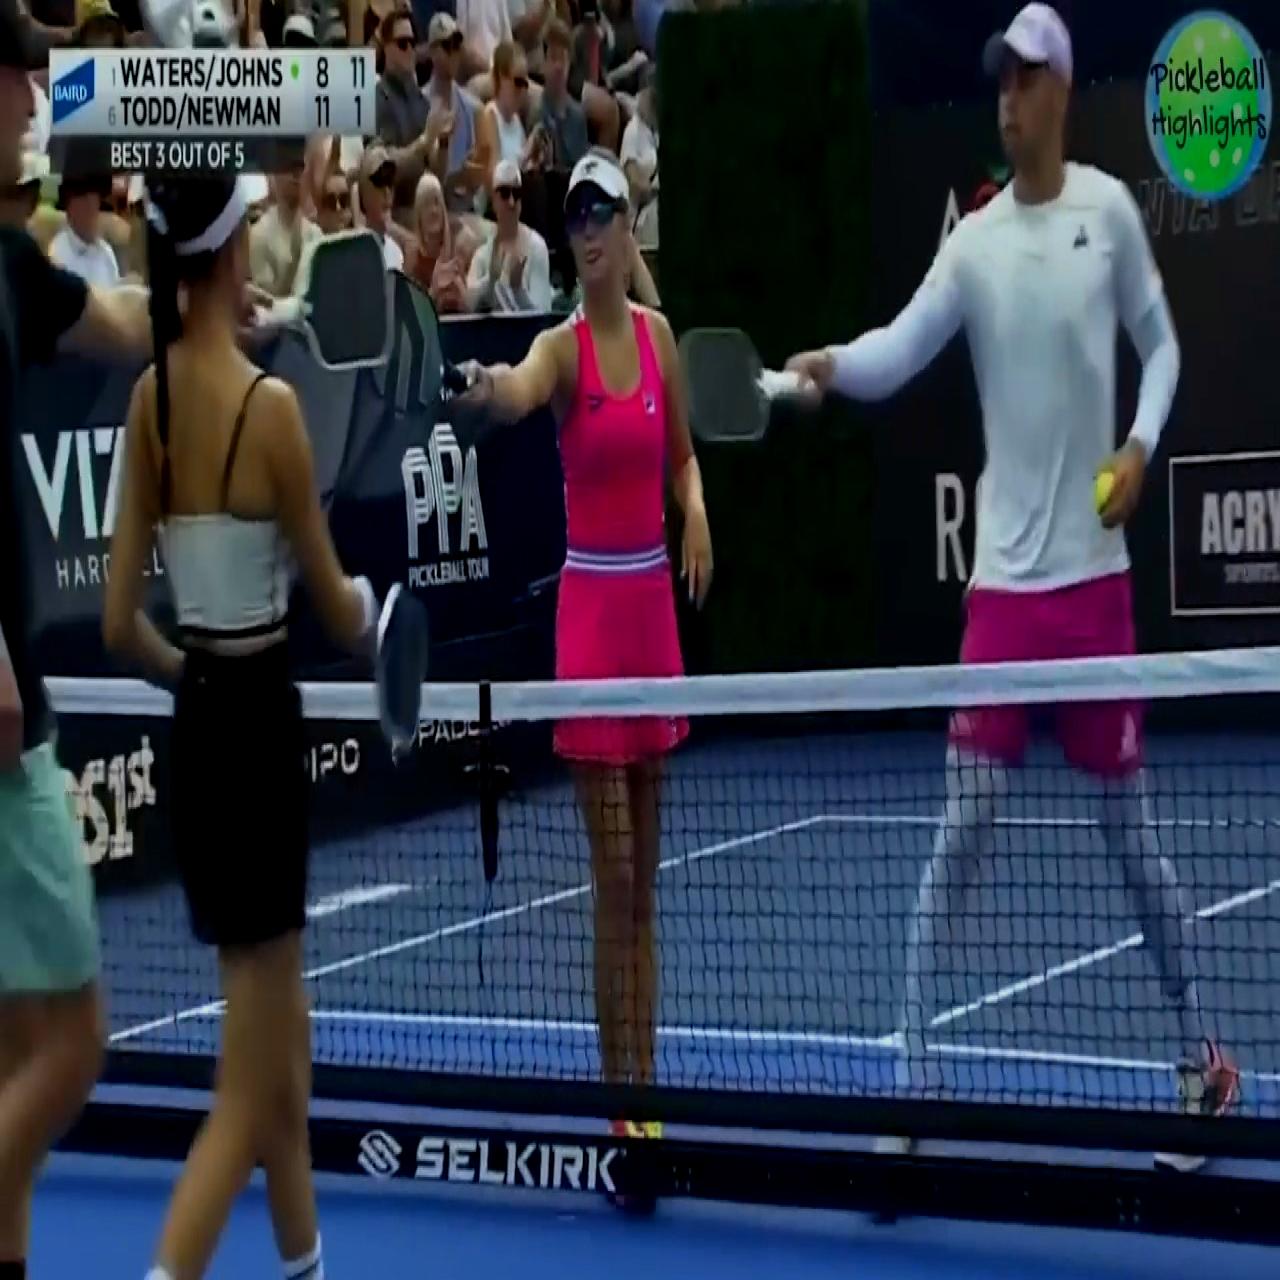 BAIRD
1 WATERS/JOHNS 8 11
6 TODD/NEWMAN 11 1
BEST 3 OUT OF 5
Pickleball
Highlights
PPA
PICKLEBALL TOUR
ACRY
SELKIRK